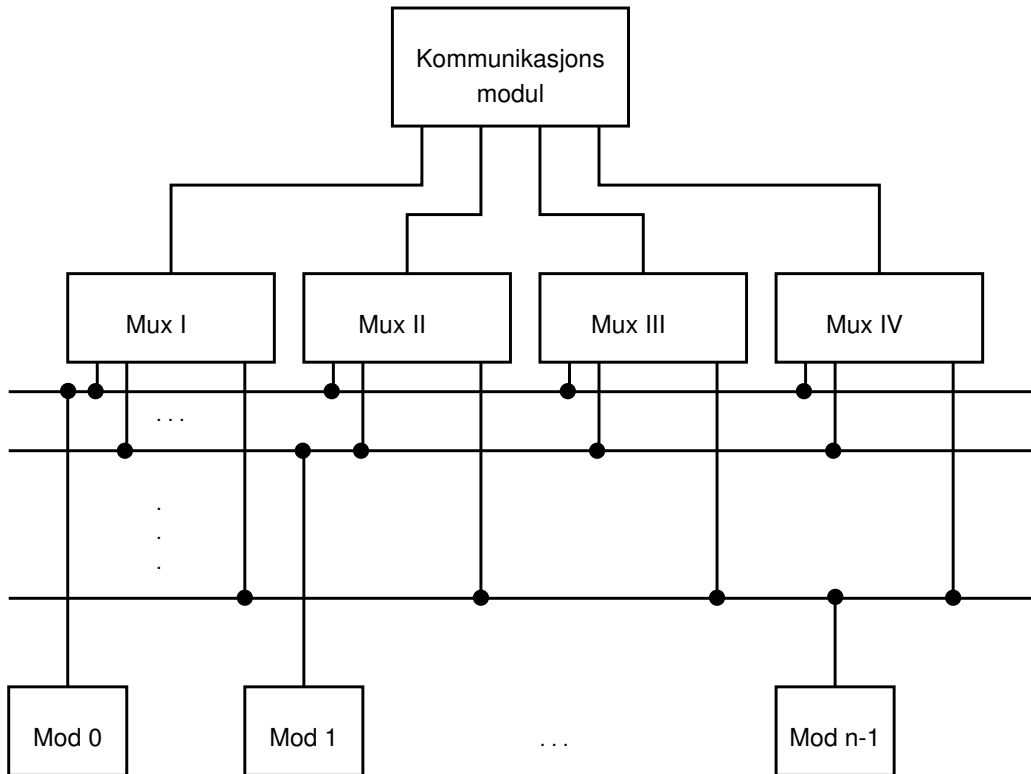 Kommunikasjons
modul
Mux I
Mux II
Mux III
Mux IV
. . .
.
.
.
Mod 0
Mod 1
. . .
Mod n-1